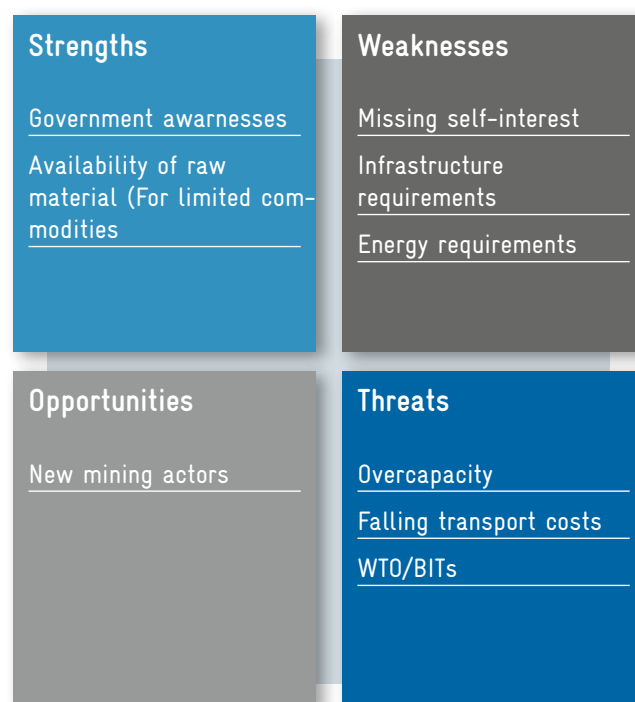 Strengths
Government awarnesses
Availability of raw
material (For limited com-
modities
Weaknesses
Missing self-interest
Infrastructure
requirements
Energy requirements
Opportunities
New mining actors
Threats
Overcapacity
Falling transport costs
WTO/BITs